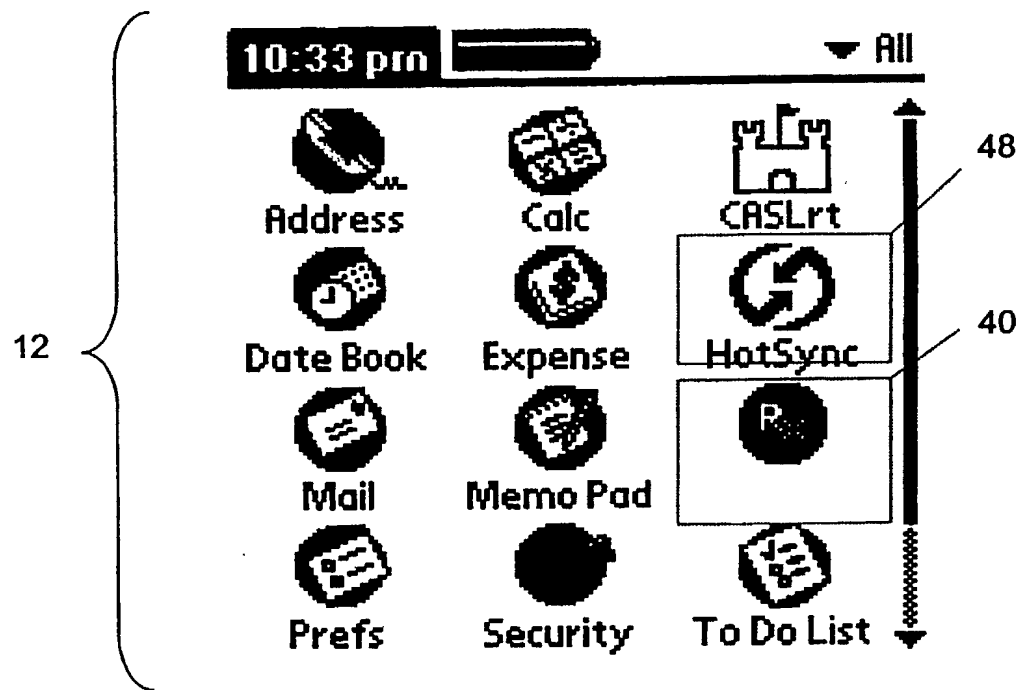 10:33 pm All
Address Calc CASLrt
48
Date Book Expense HotSync
40
12
P
Mail Memo Pad
Prefs Security To Do List